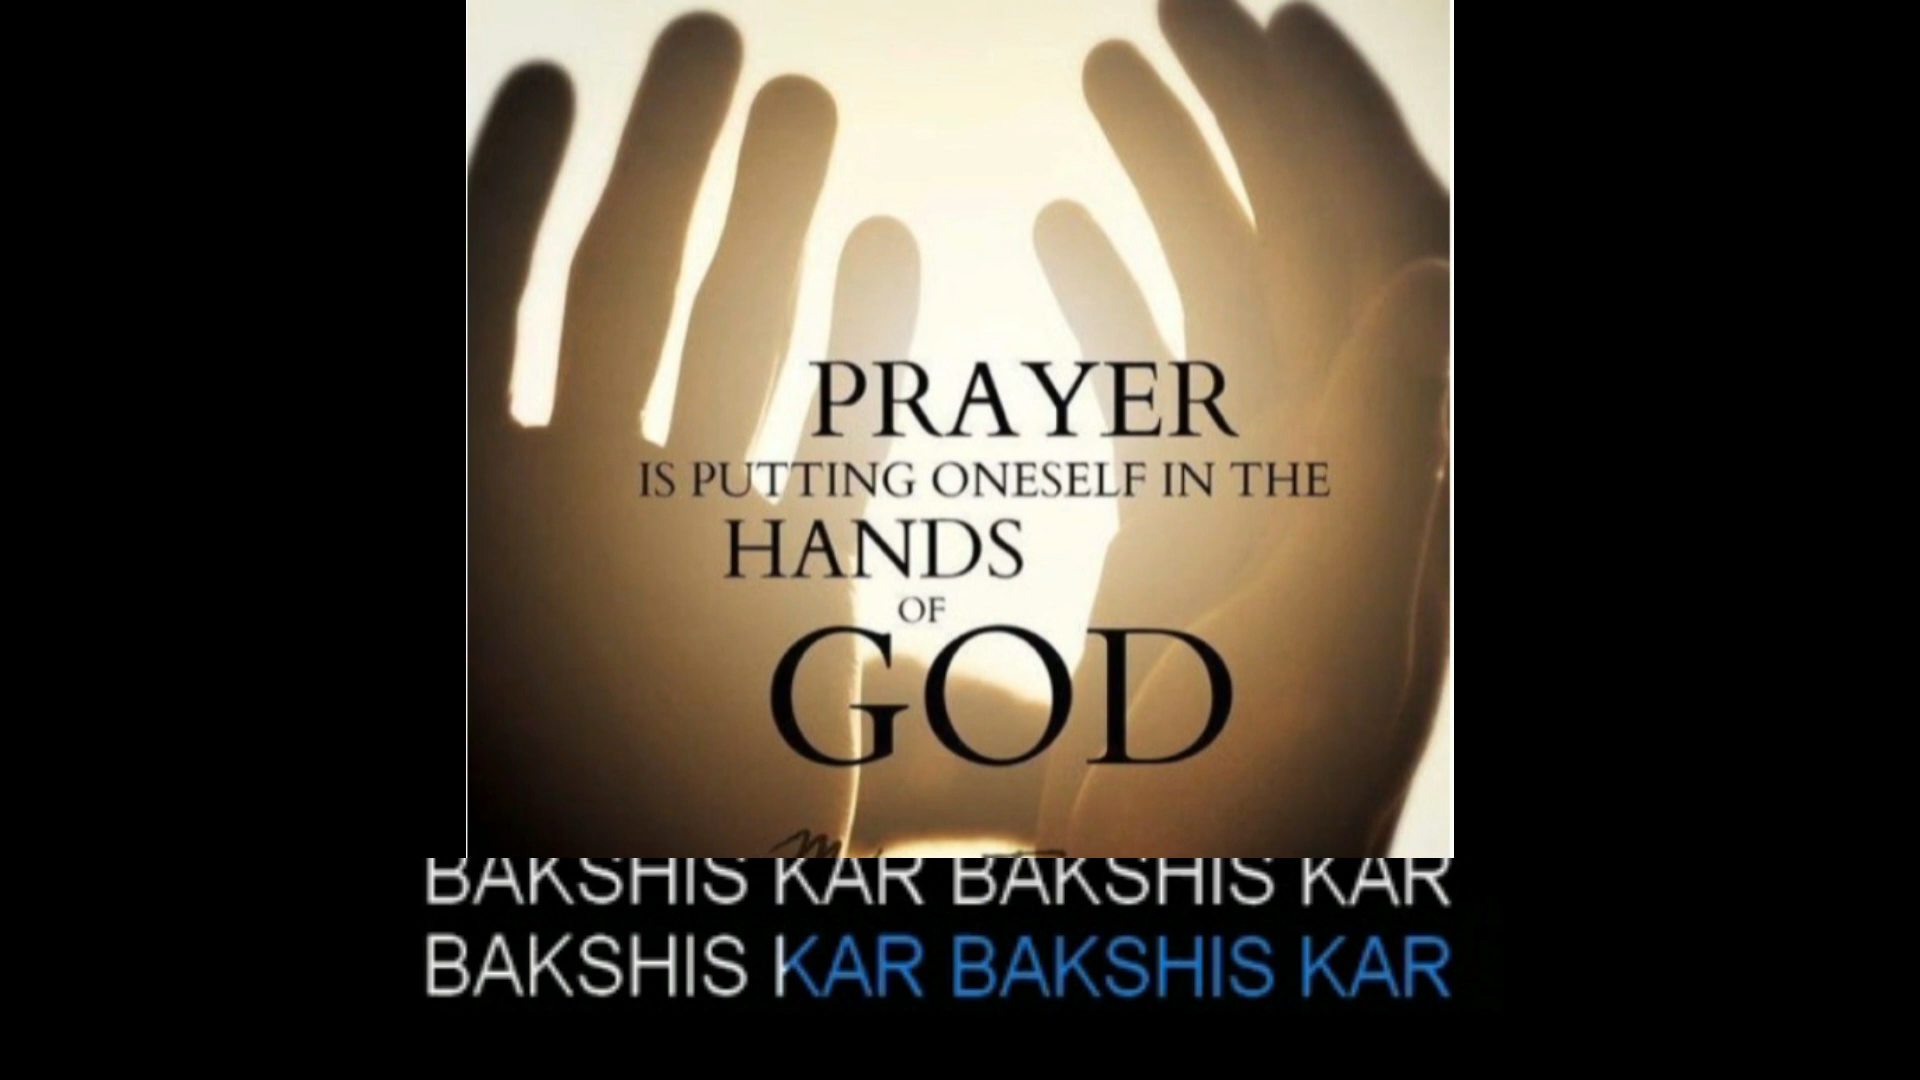 PRAYER
IS PUTTING ONESELF IN THE
HANDS
OF
GOD
BAKSHIS KAR BAKSHIS KAR
BAKSHIS KAR BAKSHIS KAR